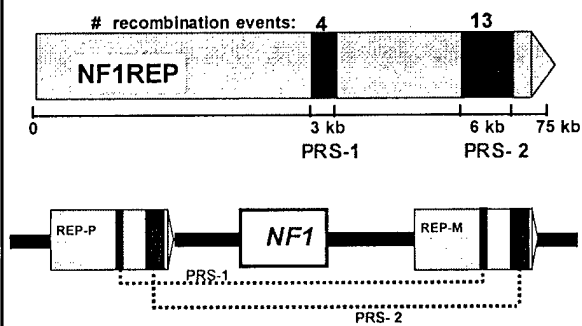 # recombination events: 4 13
NF1REP
0 3 kb 6 kb 75 kb
PRS-1 PRS- 2
REP-P NF1 REP-M
PRS-1
PRS- 2